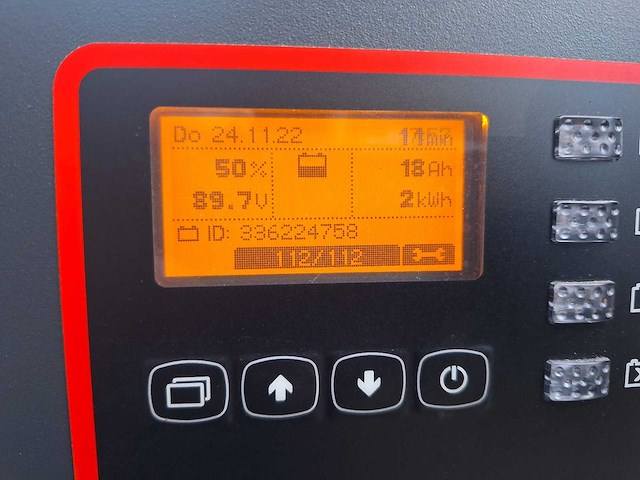 Do 24.11.22
50% 18Ah
89.7V 2kWh
ID: 336224758
112/112